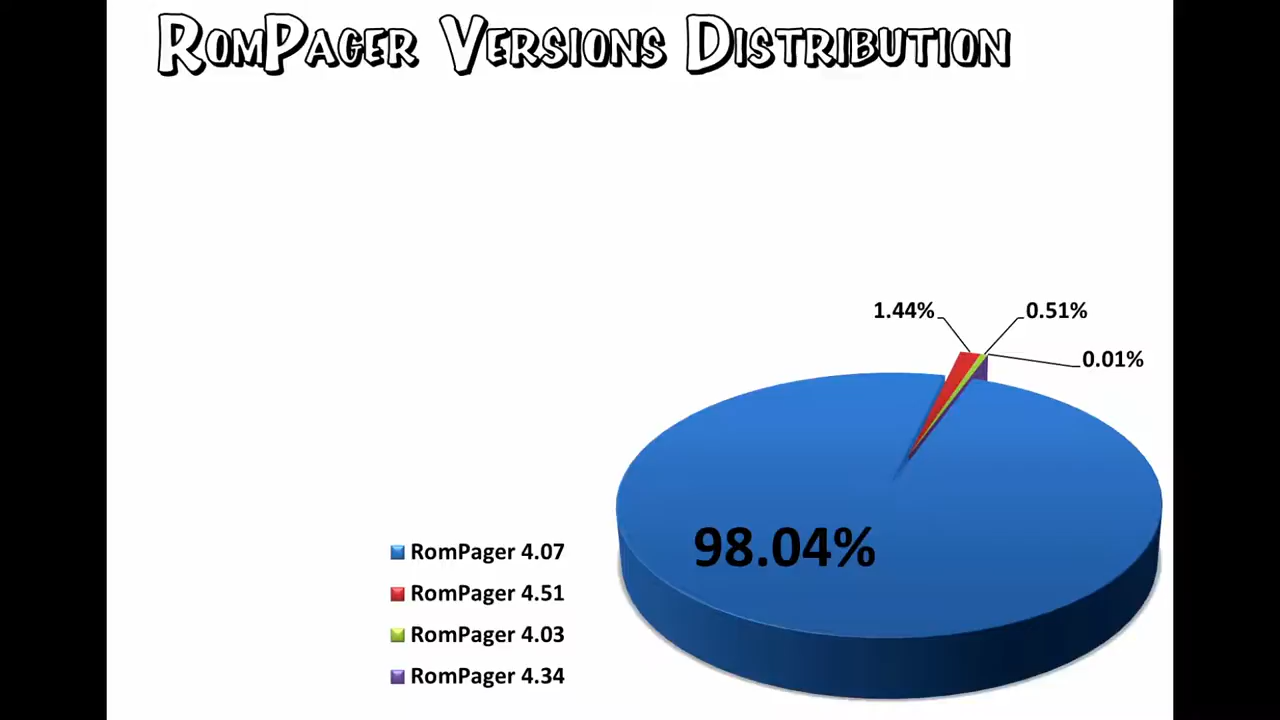 RomPager Versions Distribution
1.44%
0.51%
0.01%
98.04%
RomPager 4.07
RomPager 4.51
RomPager 4.03
RomPager 4.34